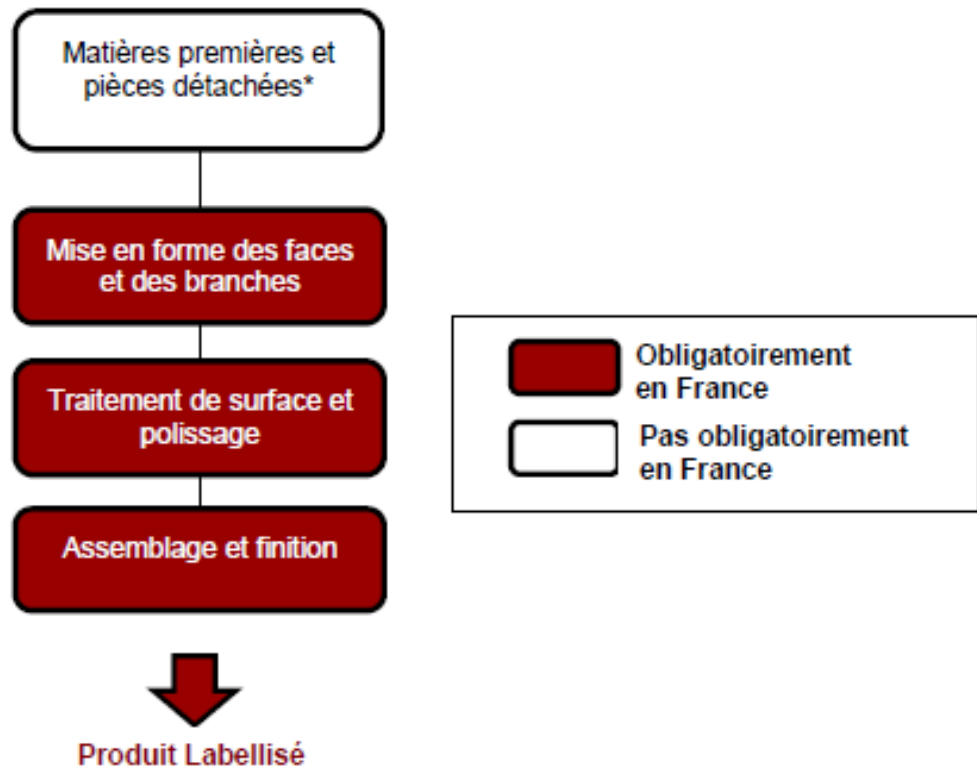 Matières premières et
pièces détachées*
Mise en forme des faces
et des branches
Traitement de surface et
polissage
Assemblage et finition
Produit Labellisé
Obligatoirement
en France
Pas obligatoirement
en France